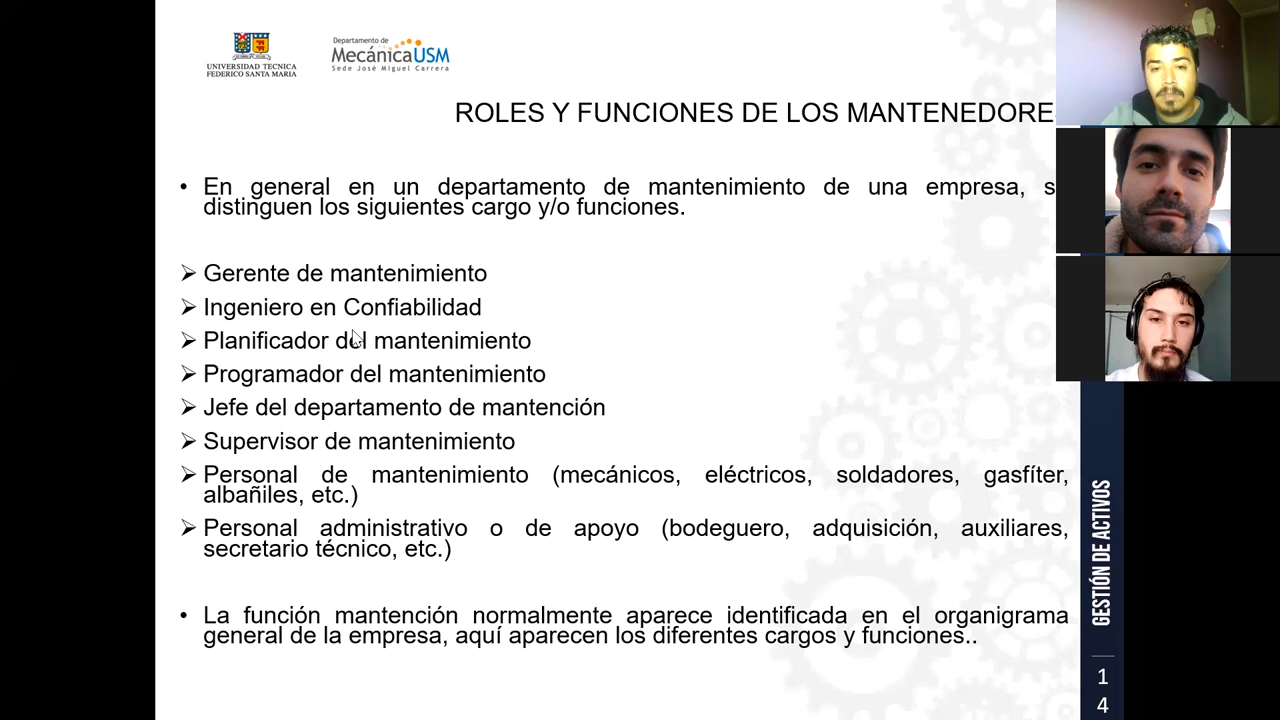 UNIVERSIDAD TECNICA
FEDERICO SANTA MARIA
Departamento de
MecánicaUSM
Sede José Miguel Carrera
ROLES Y FUNCIONES DE LOS MANTENEDORE
• En general en un departamento de mantenimiento de una empresa, s
distinguen los siguientes cargo y/o funciones.
➢ Gerente de mantenimiento
➢ Ingeniero en Confiabilidad
➢ Planificador del mantenimiento
➢ Programador del mantenimiento
➢ Jefe del departamento de mantención
➢ Supervisor de mantenimiento
➢ Personal de mantenimiento (mecánicos, eléctricos, soldadores, gasfíter,
albañiles, etc.)
➢ Personal administrativo o de apoyo (bodeguero, adquisición, auxiliares,
secretario técnico, etc.)
• La función mantención normalmente aparece identificada en el organigrama
general de la empresa, aquí aparecen los diferentes cargos y funciones..
GESTIÓN DE ACTIVOS
1
4